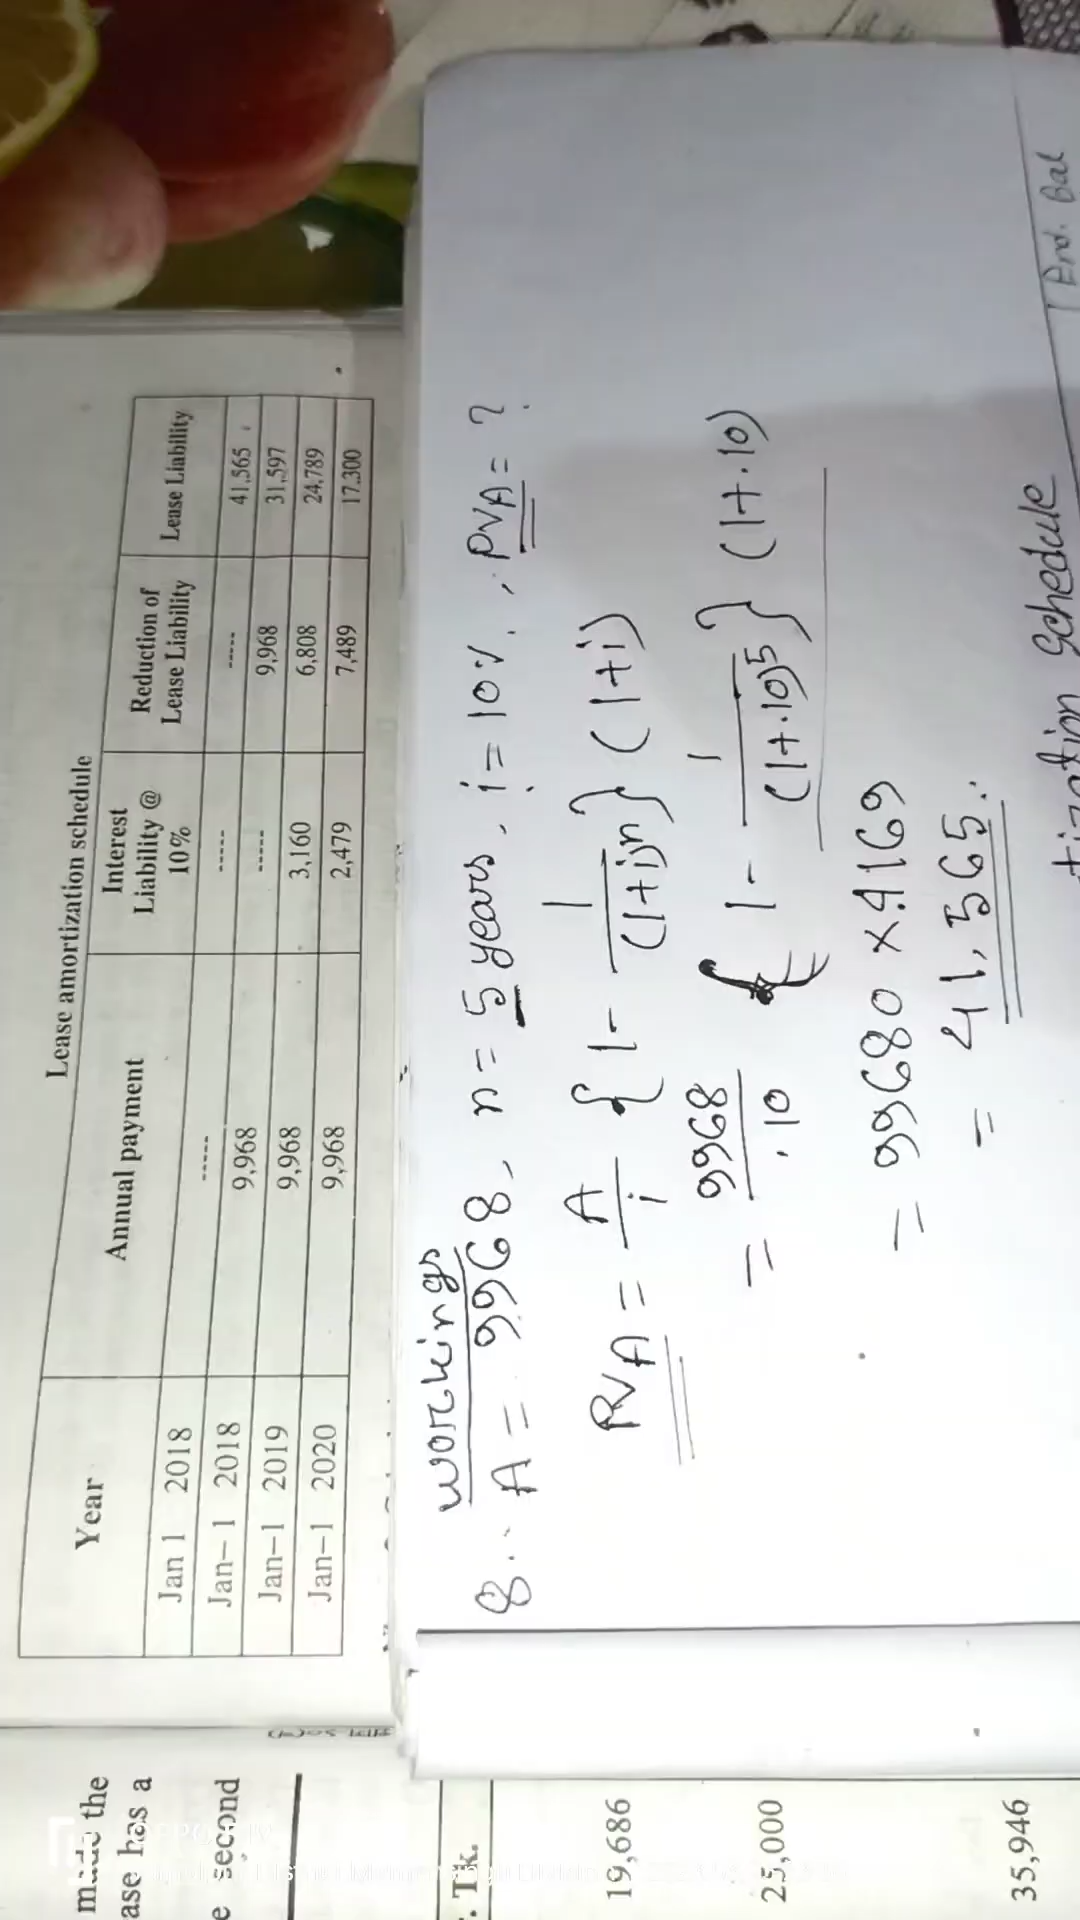 Lease amortization schedule
Year Annual payment Interest Liability @ 10% Reduction of Lease Liability Lease Liability
Jan 1 2018 ----- ----- ----- 41,565
Jan-1 2018 9,968 ----- 9,968 31,597
Jan-1 2019 9,968 3,160 6,808 24,789
Jan-1 2020 9,968 2,479 7,489 17,300
workings
8. A = 9968, n = 5 years, i = 10%, PVA = ?
PVA = A/i {1 - 1/(1+i)n} (1+i)
= 9968/.10 {1 - 1/(1+.10)5} (1+.10)
= 99680 × .4169
= 41,565.
Schedule
Bal
made the
ase has a
e second
Tk.
19,686
25,000
35,946